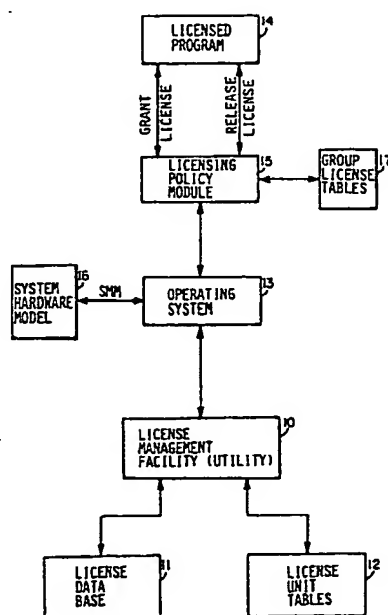 14
LICENSED
PROGRAM
GRANT
LICENSE
RELEASE
LICENSE
15
LICENSING
POLICY
MODULE
17
GROUP
LICENSE
TABLES
16
SYSTEM
HARDWARE
MODEL
SMM
13
OPERATING
SYSTEM
10
LICENSE
MANAGEMENT
FACILITY (UTILITY)
11
LICENSE
DATA
BASE
12
LICENSE
UNIT
TABLES